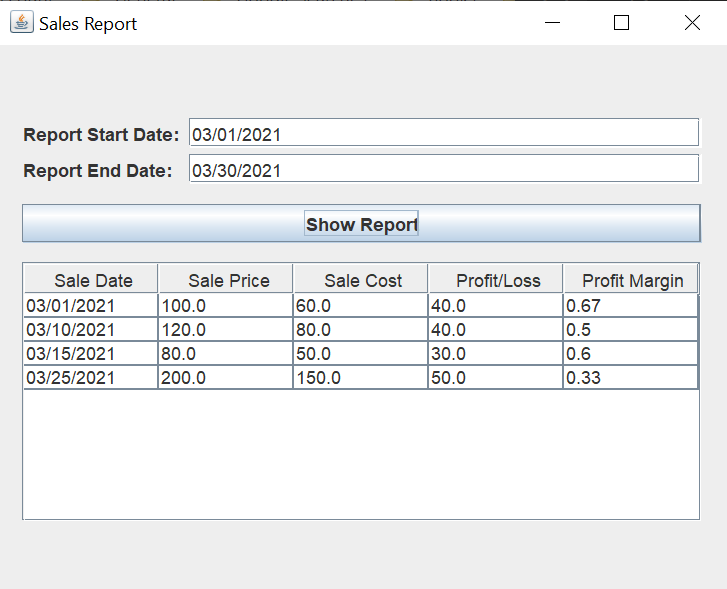 Sales Report
Report Start Date: 03/01/2021
Report End Date: 03/30/2021
Show Report
Sale Date Sale Price Sale Cost Profit/Loss Profit Margin
03/01/2021 100.0 60.0 40.0 0.67
03/10/2021 120.0 80.0 40.0 0.5
03/15/2021 80.0 50.0 30.0 0.6
03/25/2021 200.0 150.0 50.0 0.33